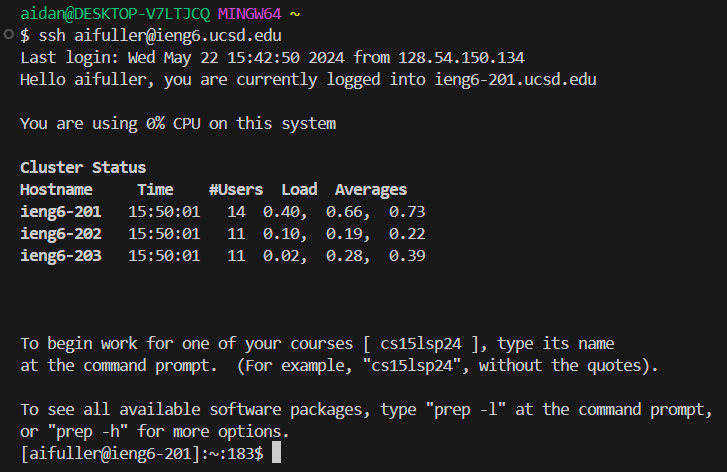 aidan@DESKTOP-V7LTJCQ MINGW64 ~
$ ssh aifuller@ieng6.ucsd.edu
Last login: Wed May 22 15:42:50 2024 from 128.54.150.134
Hello aifuller, you are currently logged into ieng6-201.ucsd.edu
You are using 0% CPU on this system
Cluster Status
Hostname     Time    #Users  Load  Averages
ieng6-201   15:50:01   14  0.40,  0.66,  0.73
ieng6-202   15:50:01   11  0.10,  0.19,  0.22
ieng6-203   15:50:01   11  0.02,  0.28,  0.39
To begin work for one of your courses [ cs15lsp24 ], type its name
at the command prompt.  (For example, "cs15lsp24", without the quotes).
To see all available software packages, type "prep -l" at the command prompt,
or "prep -h" for more options.
[aifuller@ieng6-201]:~:183$